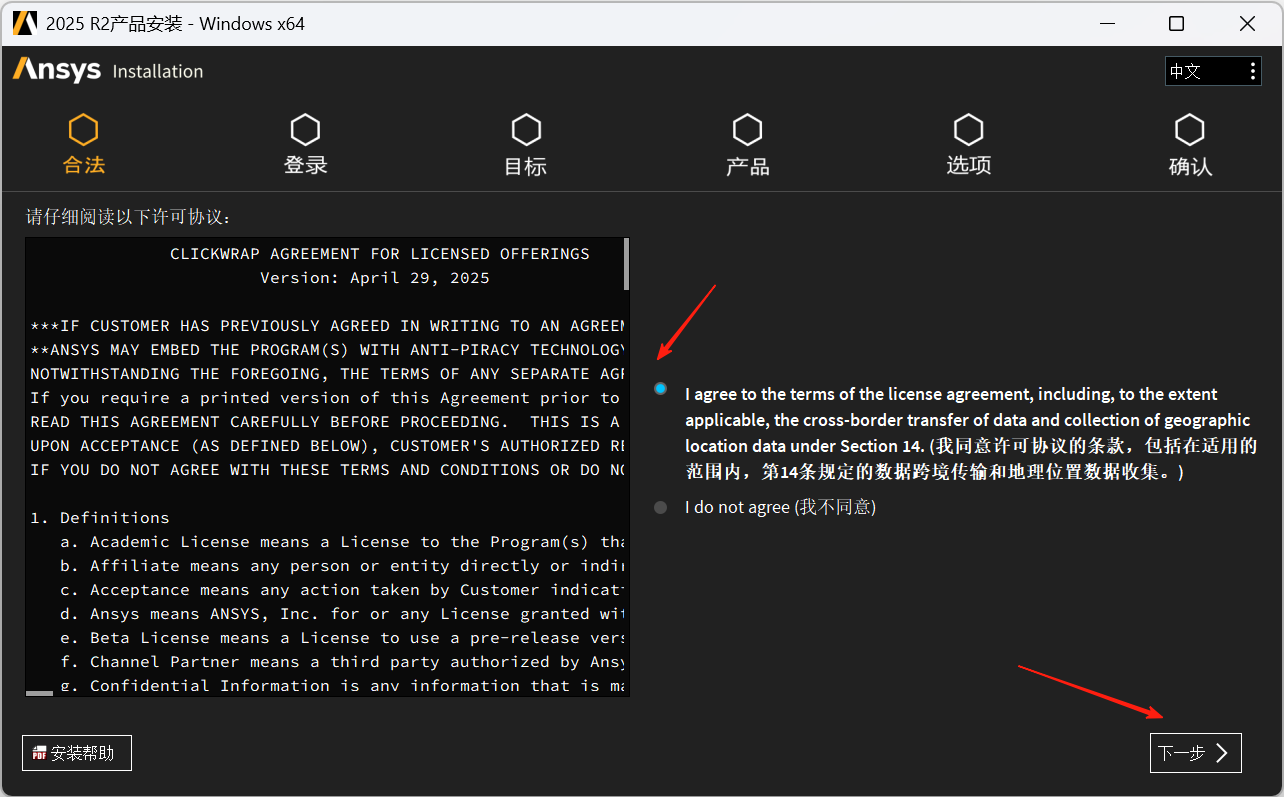 2025 R2产品安装 - Windows x64
Ansys Installation
中文
合法
登录
目标
产品
选项
确认
请仔细阅读以下许可协议:
CLICKWRAP AGREEMENT FOR LICENSED OFFERINGS
Version: April 29, 2025
***IF CUSTOMER HAS PREVIOUSLY AGREED IN WRITING TO AN AGREEM
**ANSYS MAY EMBED THE PROGRAM(S) WITH ANTI-PIRACY TECHNOLOGY
NOTWITHSTANDING THE FOREGOING, THE TERMS OF ANY SEPARATE AGR
If you require a printed version of this Agreement prior to
READ THIS AGREEMENT CAREFULLY BEFORE PROCEEDING.  THIS IS A
UPON ACCEPTANCE (AS DEFINED BELOW), CUSTOMER'S AUTHORIZED RE
IF YOU DO NOT AGREE WITH THESE TERMS AND CONDITIONS OR DO NO
1. Definitions
a. Academic License means a License to the Program(s) tha
b. Affiliate means any person or entity directly or indir
c. Acceptance means any action taken by Customer indicati
d. Ansys means ANSYS, Inc. for or any License granted wit
e. Beta License means a License to use a pre-release vers
f. Channel Partner means a third party authorized by Ansy
g. Confidential Information is any information that is ma
I agree to the terms of the license agreement, including, to the extent
applicable, the cross-border transfer of data and collection of geographic
location data under Section 14. (我同意许可协议的条款，包括在适用的
范围内，第14条规定的数据跨境传输和地理位置数据收集。)
I do not agree (我不同意)
PDF 安装帮助
下一步